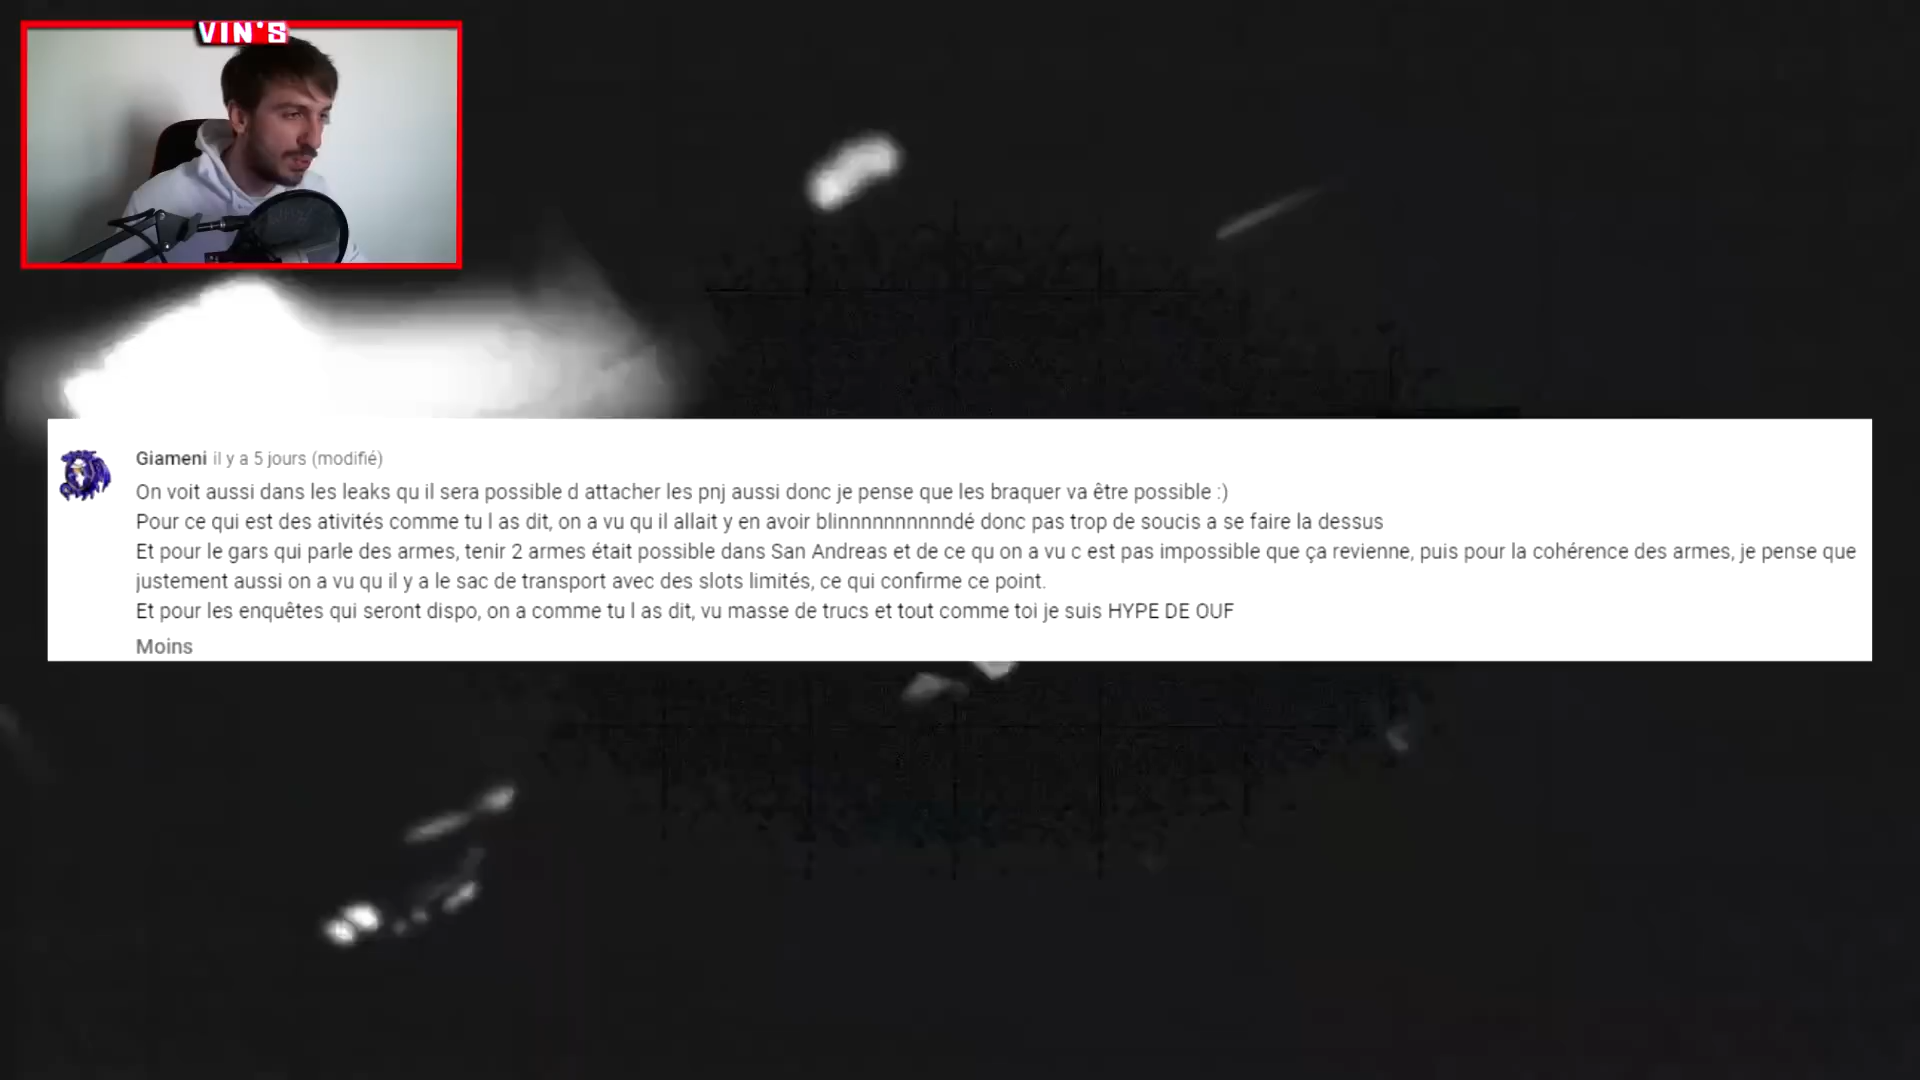 VIN'S
Giameni il y a 5 jours (modifié)
On voit aussi dans les leaks qu il sera possible d attacher les pnj aussi donc je pense que les braquer va être possible :)
Pour ce qui est des ativités comme tu l as dit, on a vu qu il allait y en avoir blinnnnnnnnnndé donc pas trop de soucis a se faire la dessus
Et pour le gars qui parle des armes, tenir 2 armes était possible dans San Andreas et de ce qu on a vu c est pas impossible que ça revienne, puis pour la cohérence des armes, je pense que
justement aussi on a vu qu il y a le sac de transport avec des slots limités, ce qui confirme ce point.
Et pour les enquêtes qui seront dispo, on a comme tu l as dit, vu masse de trucs et tout comme toi je suis HYPE DE OUF
Moins